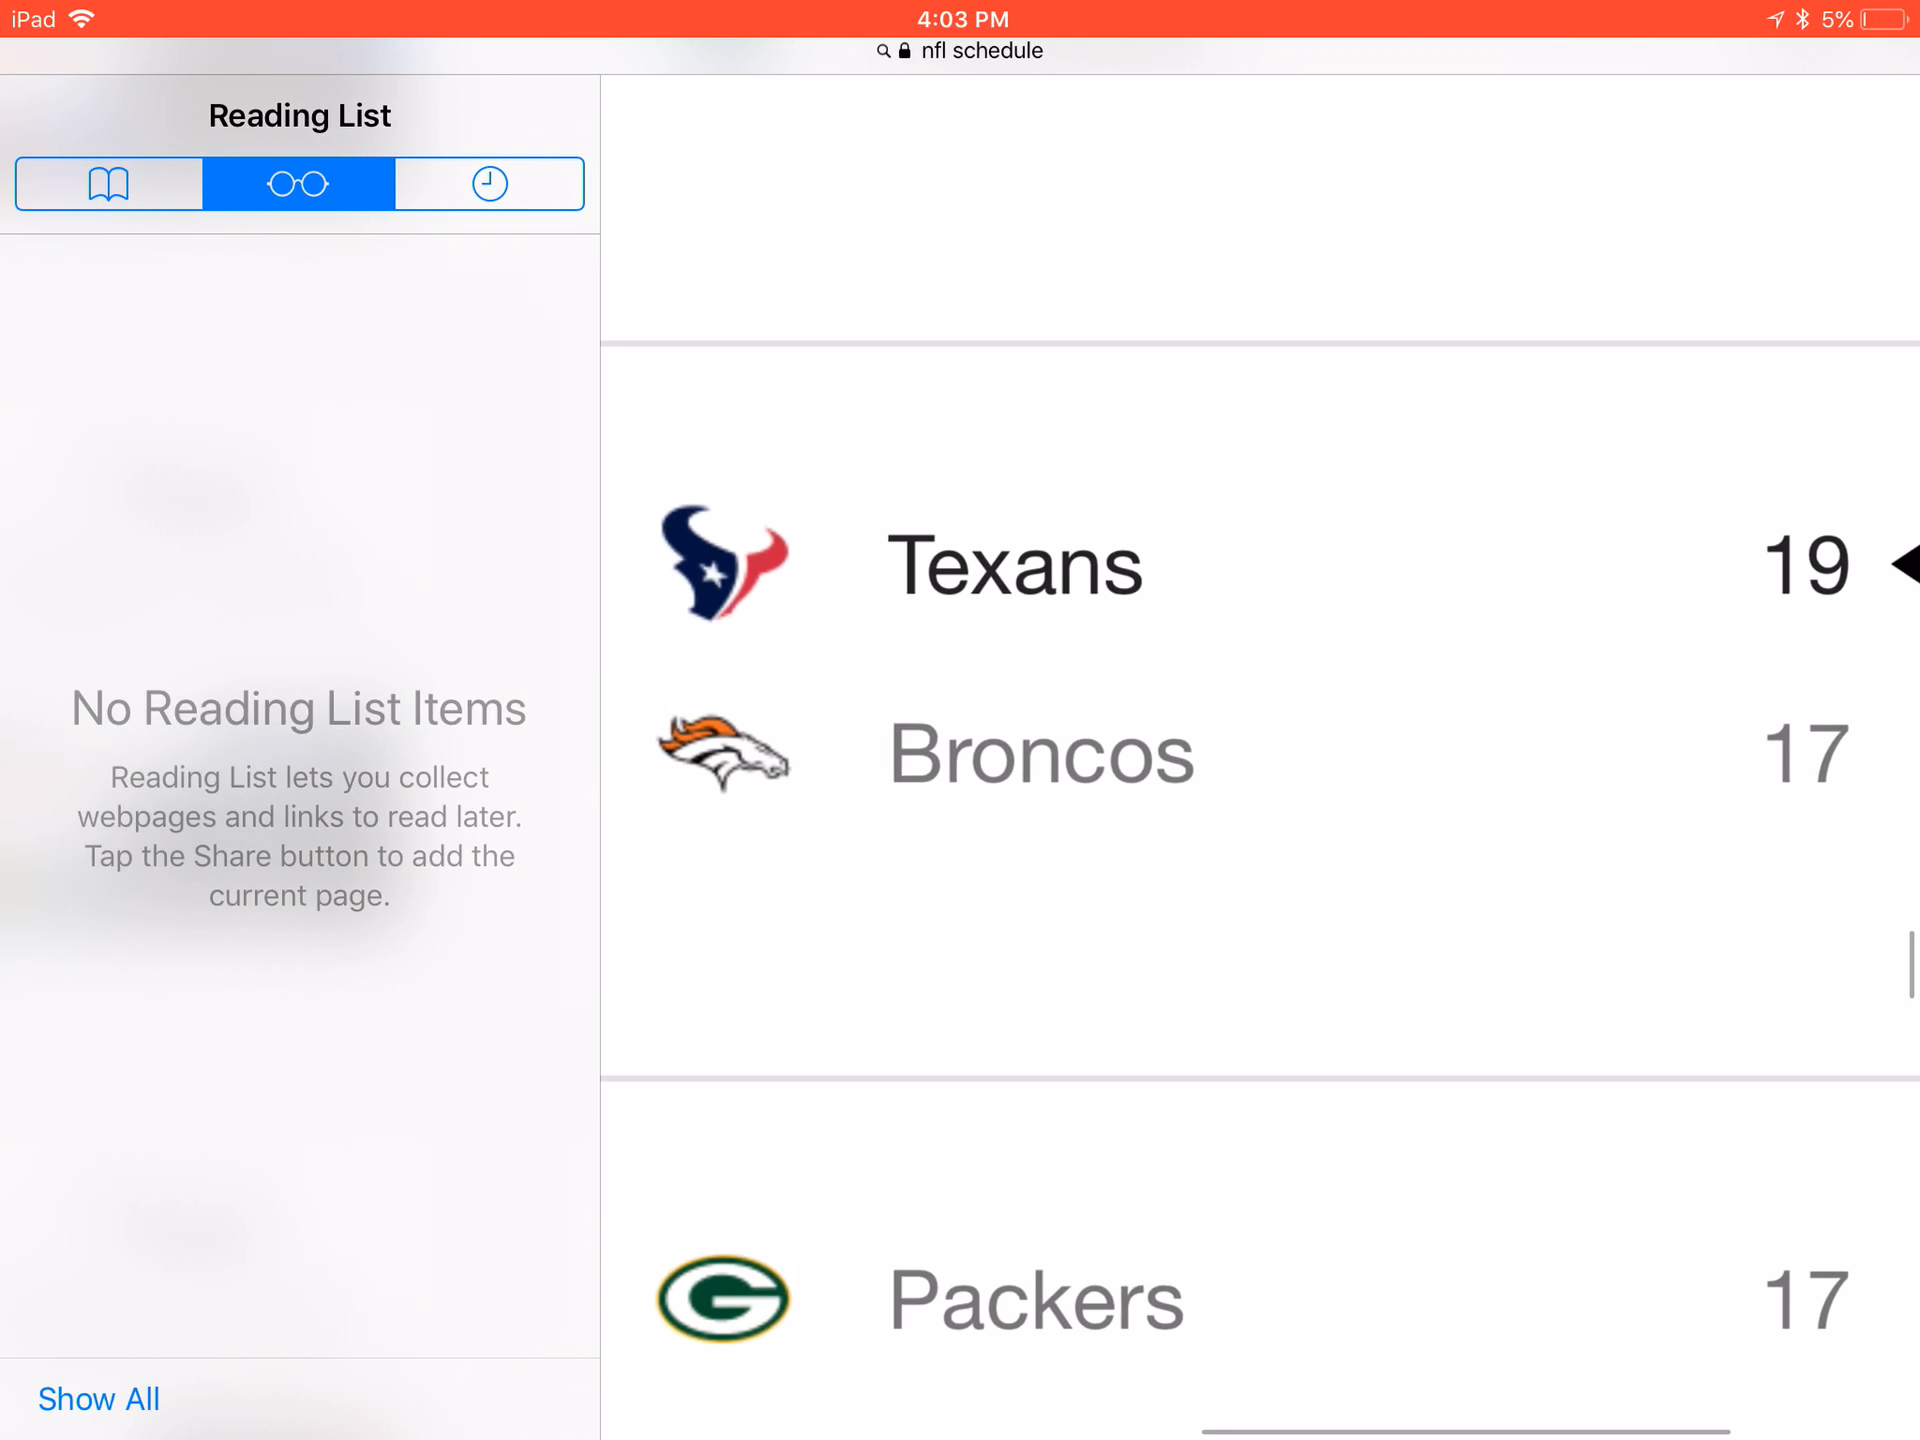 iPad 4:03 PM 5%
nfl schedule
Reading List
No Reading List Items
Reading List lets you collect
webpages and links to read later.
Tap the Share button to add the
current page.
Show All
Texans 19
Broncos 17
Packers 17